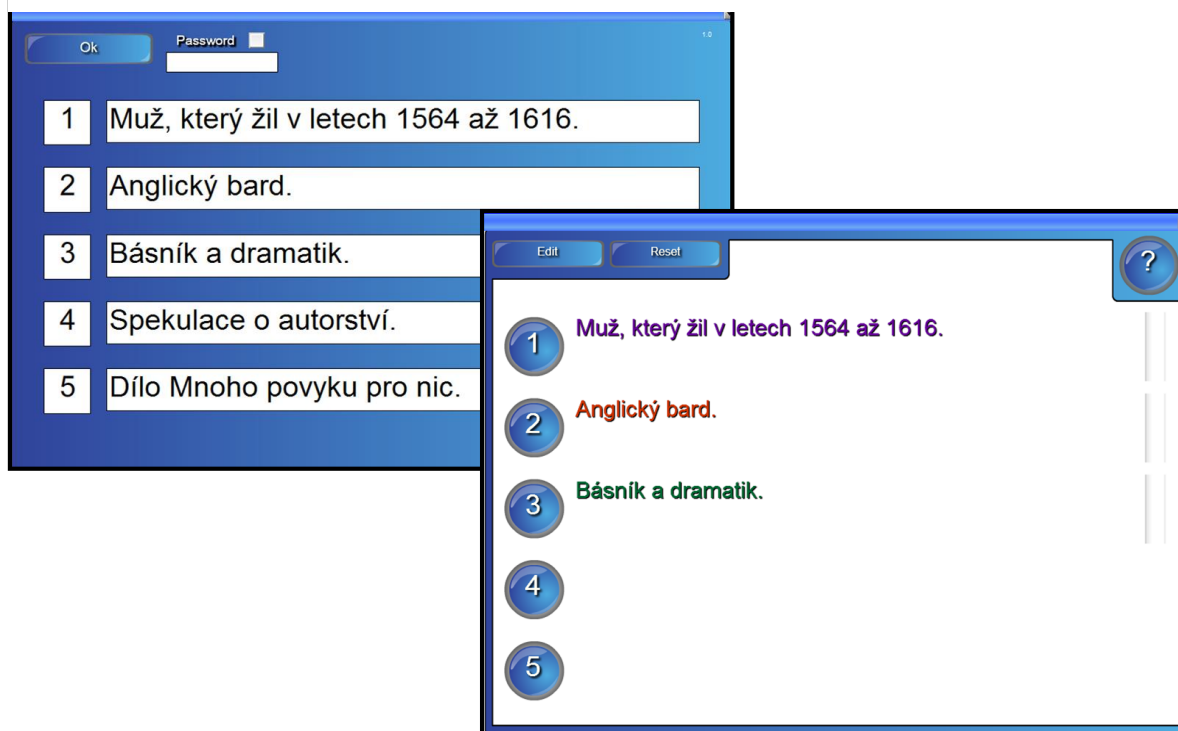 Ok
Password
1.0
1 Muž, který žil v letech 1564 až 1616.
2 Anglický bard.
3 Básník a dramatik.
4 Spekulace o autorství.
5 Dílo Mnoho povyku pro nic.
Edit
Reset
?
1 Muž, který žil v letech 1564 až 1616.
2 Anglický bard.
3 Básník a dramatik.
4
5